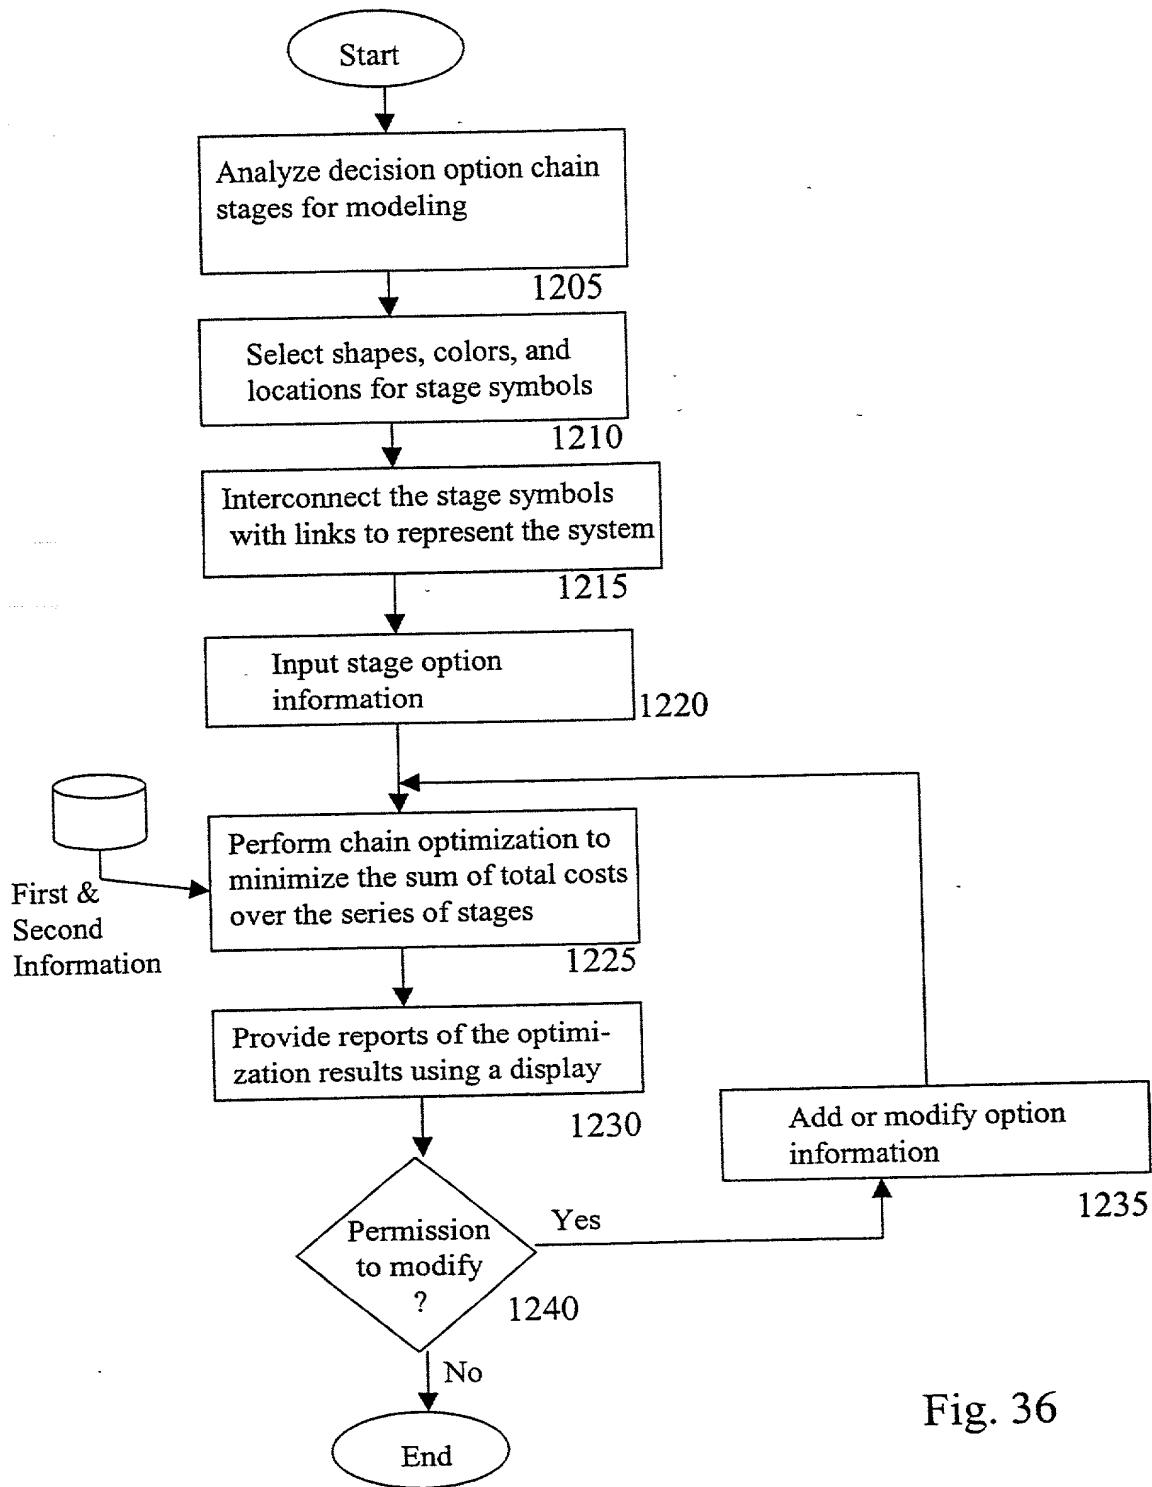 Start
Analyze decision option chain
stages for modeling
1205
Select shapes, colors, and
locations for stage symbols
1210
Interconnect the stage symbols
with links to represent the system
1215
Input stage option
information
1220
First &
Second
Information
Perform chain optimization to
minimize the sum of total costs
over the series of stages
1225
Provide reports of the optimi-
zation results using a display
1230
Add or modify option
information
1235
Permission
to modify
?
1240
Yes
No
End
Fig. 36